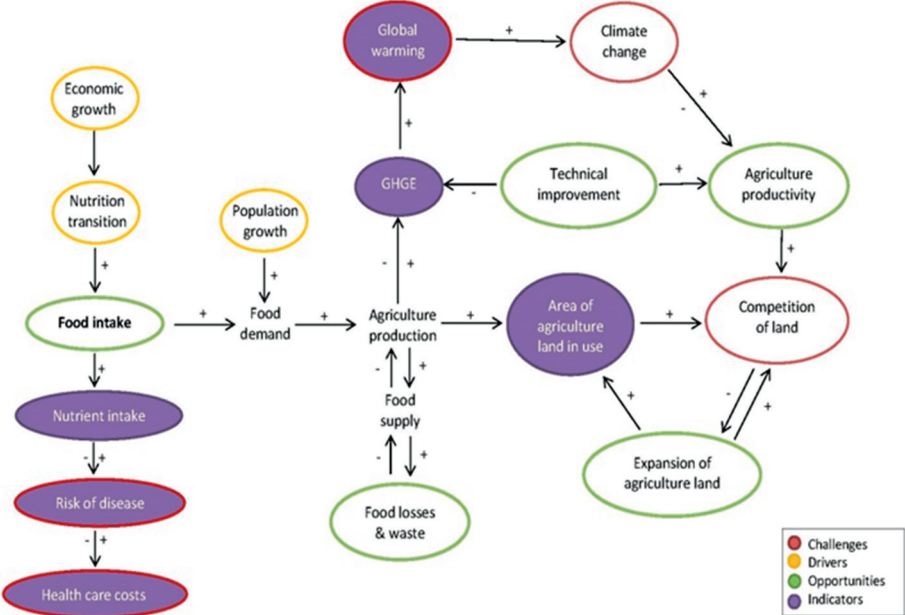 Global
warming
+
Climate
change
Economic
growth
+
-
+
GHGE
-
Technical
improvement
+
Agriculture
productivity
Nutrition
transition
Population
growth
+
+
-
+
+
Food intake
+
Food
demand
+
Agriculture
production
+
Area of
agriculture
land in use
+
Competition
of land
+
-
+
Nutrient intake
Food
supply
+
-
+
-
+
-
+
Risk of disease
Food losses
& waste
Expansion of
agriculture land
-
+
Health care costs
Challenges
Drivers
Opportunities
Indicators